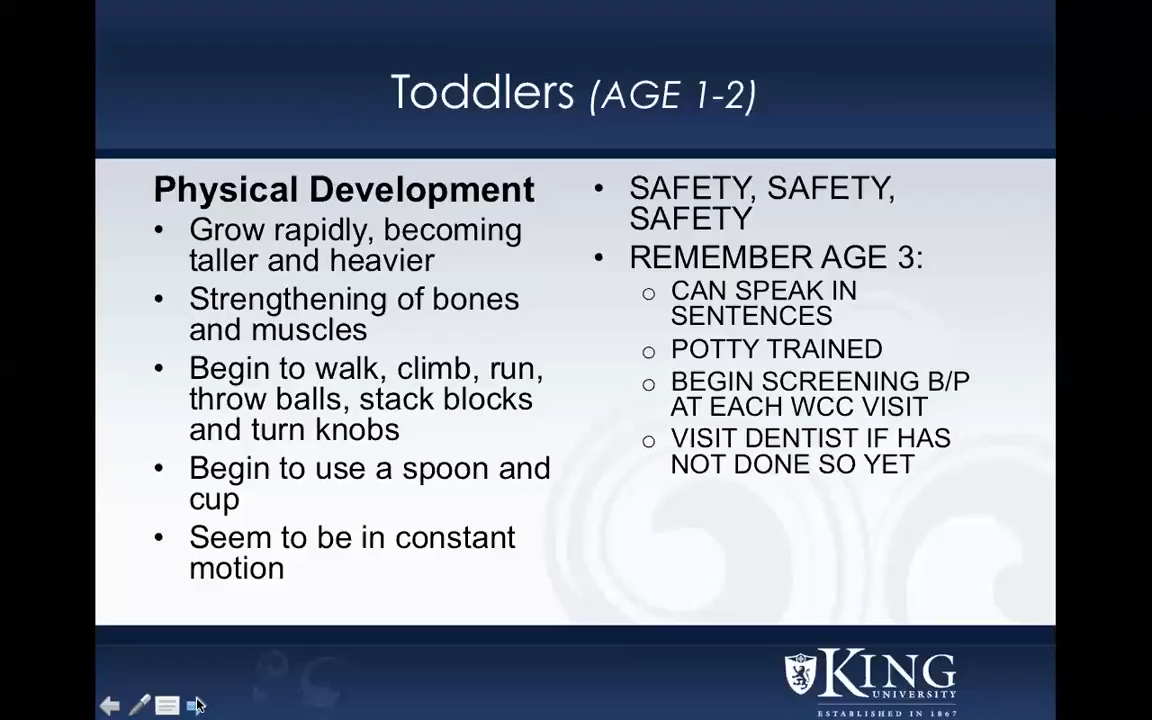 Toddlers (AGE 1-2)
Physical Development
• Grow rapidly, becoming
taller and heavier
• Strengthening of bones
and muscles
• Begin to walk, climb, run,
throw balls, stack blocks
and turn knobs
• Begin to use a spoon and
cup
• Seem to be in constant
motion
• SAFETY, SAFETY,
SAFETY
• REMEMBER AGE 3:
o CAN SPEAK IN
SENTENCES
o POTTY TRAINED
o BEGIN SCREENING B/P
AT EACH WCC VISIT
o VISIT DENTIST IF HAS
NOT DONE SO YET
KING
UNIVERSITY
ESTABLISHED IN 1867